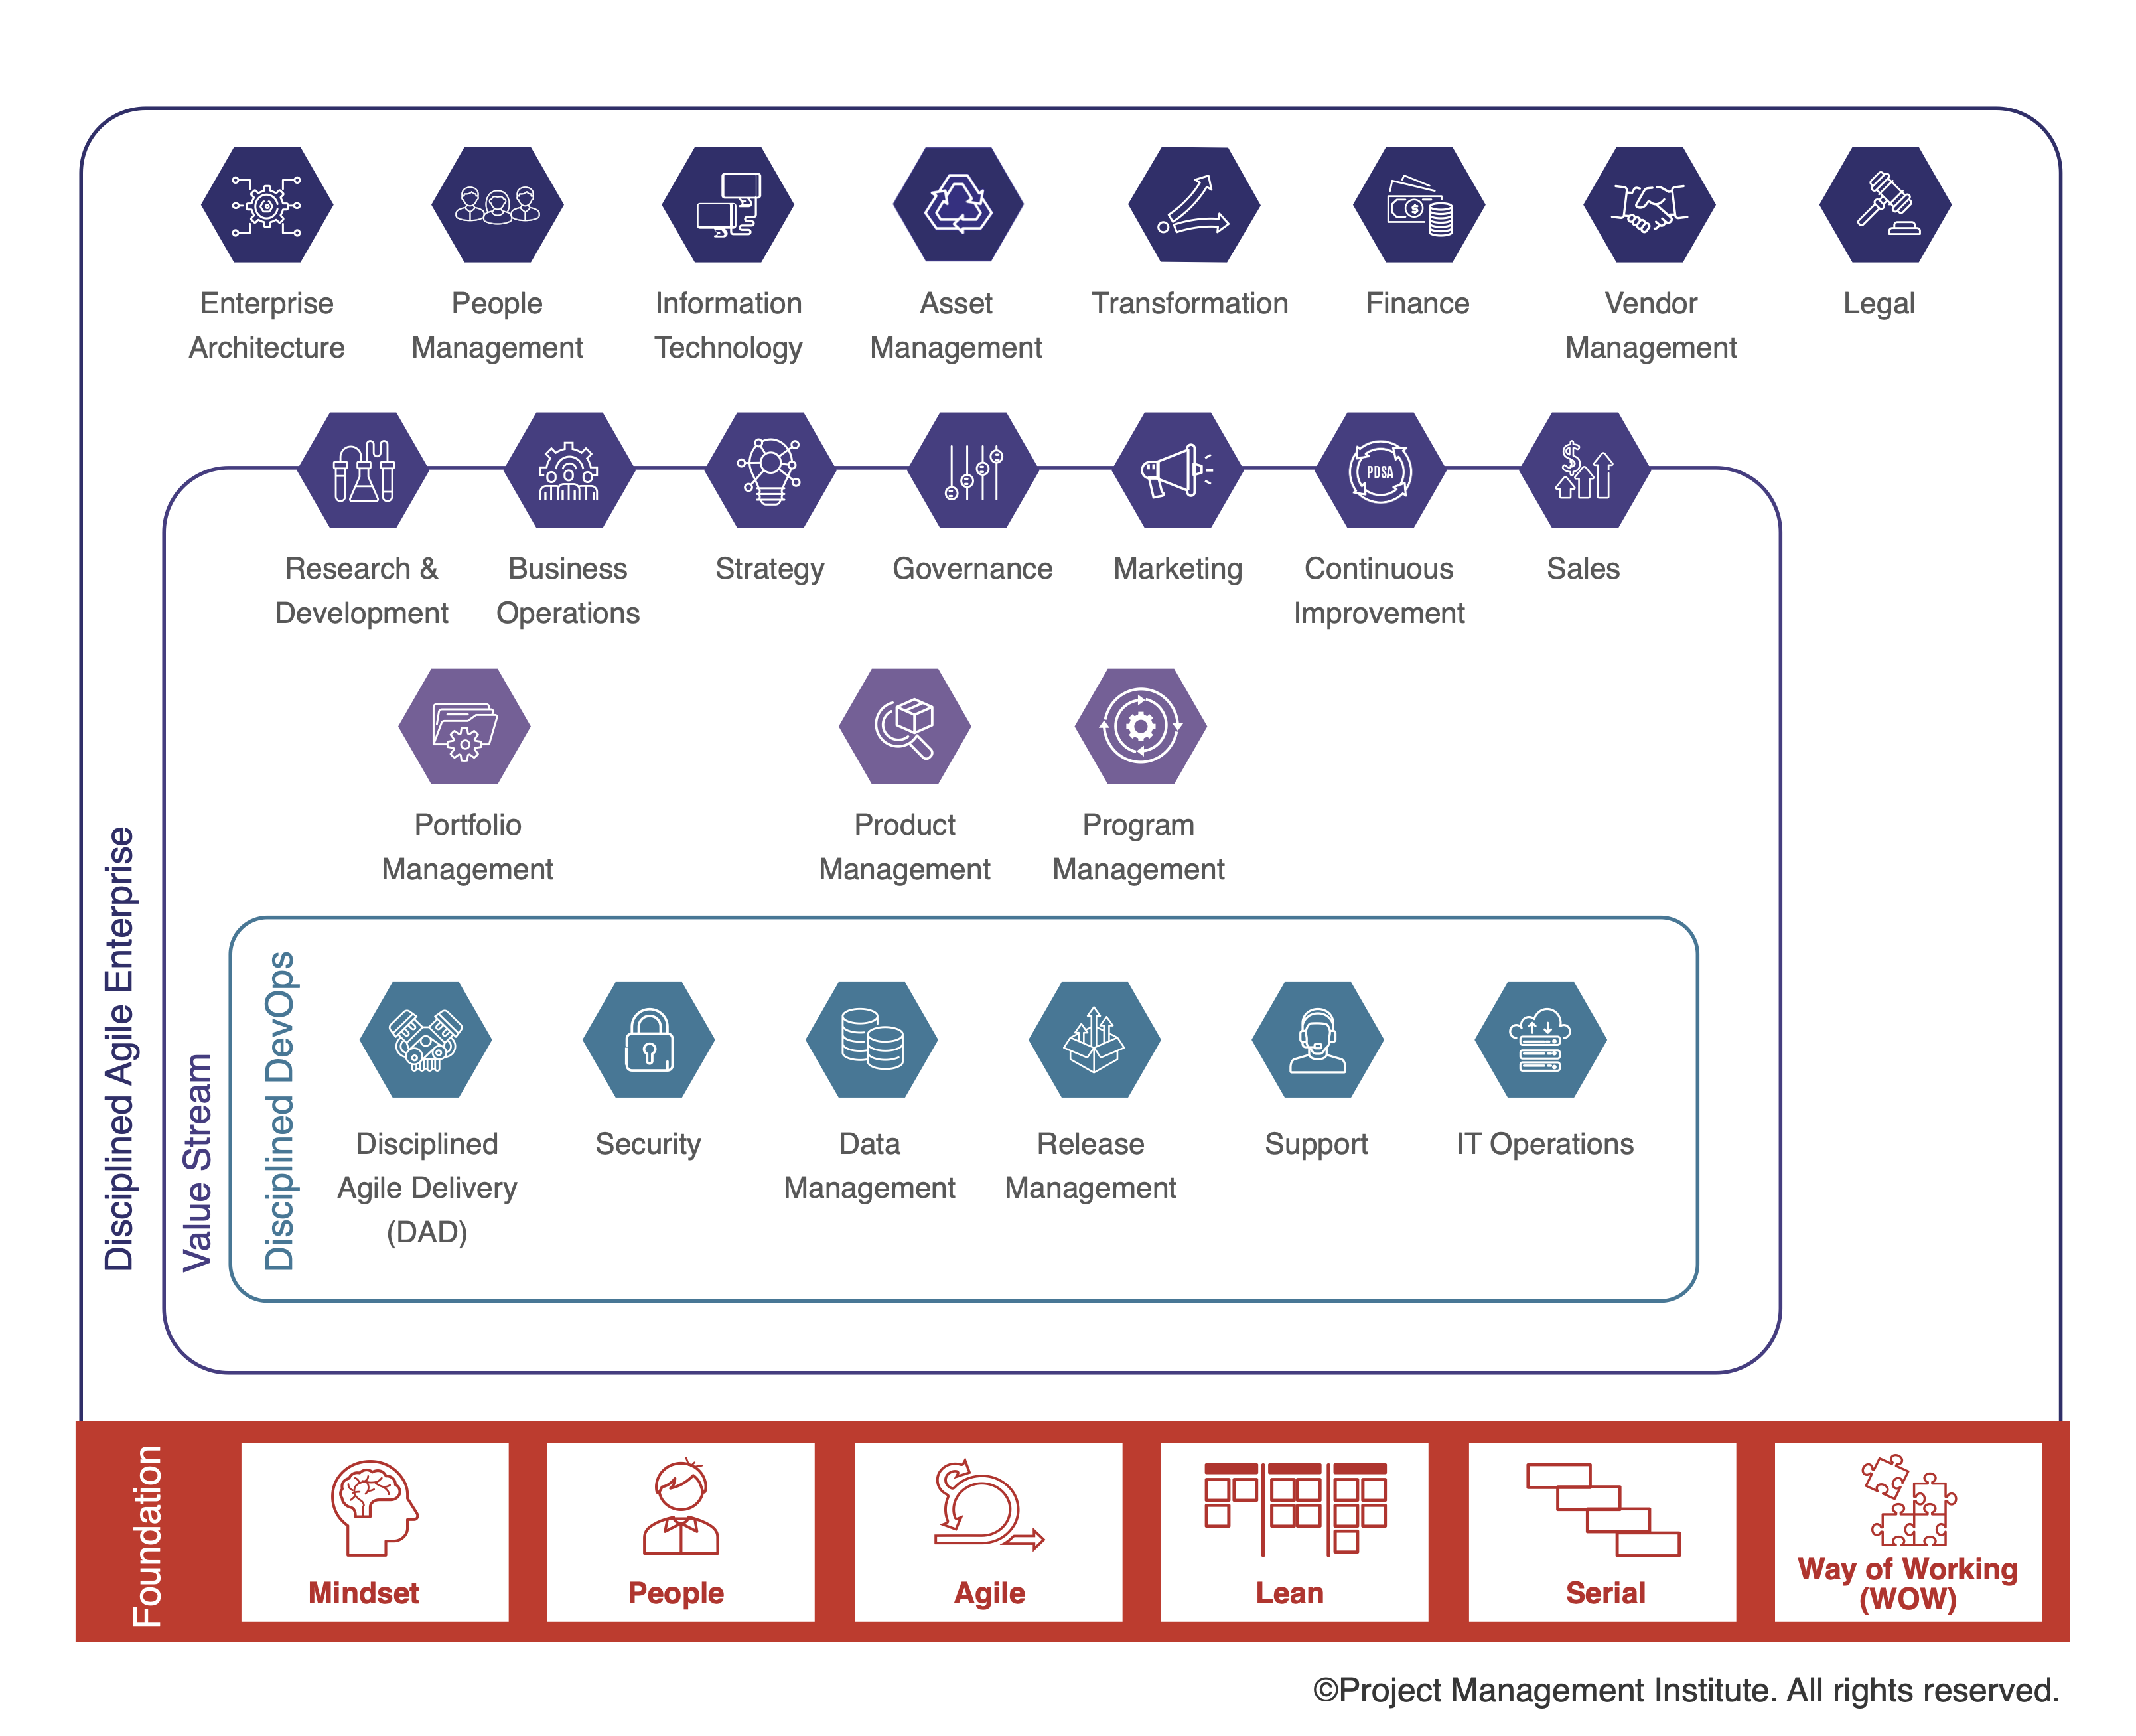 Enterprise
Architecture
People
Management
Information
Technology
Asset
Management
Transformation
Finance
Vendor
Management
Legal
PDSA
$
$
Research &
Development
Business
Operations
Strategy
Governance
Marketing
Continuous
Improvement
Sales
Portfolio
Management
Product
Management
Program
Management
Disciplined Agile Enterprise
Value Stream
Disciplined DevOps
Disciplined
Agile Delivery
(DAD)
Security
Data
Management
Release
Management
Support
IT Operations
Foundation
Mindset
People
Agile
Lean
Serial
Way of Working
(WOW)
©Project Management Institute. All rights reserved.